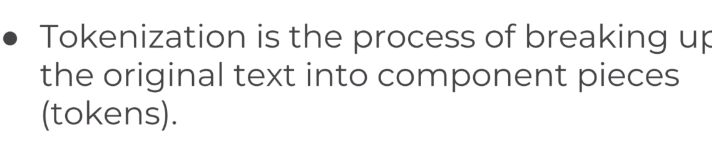 ● Tokenization is the process of breaking up
the original text into component pieces
(tokens).